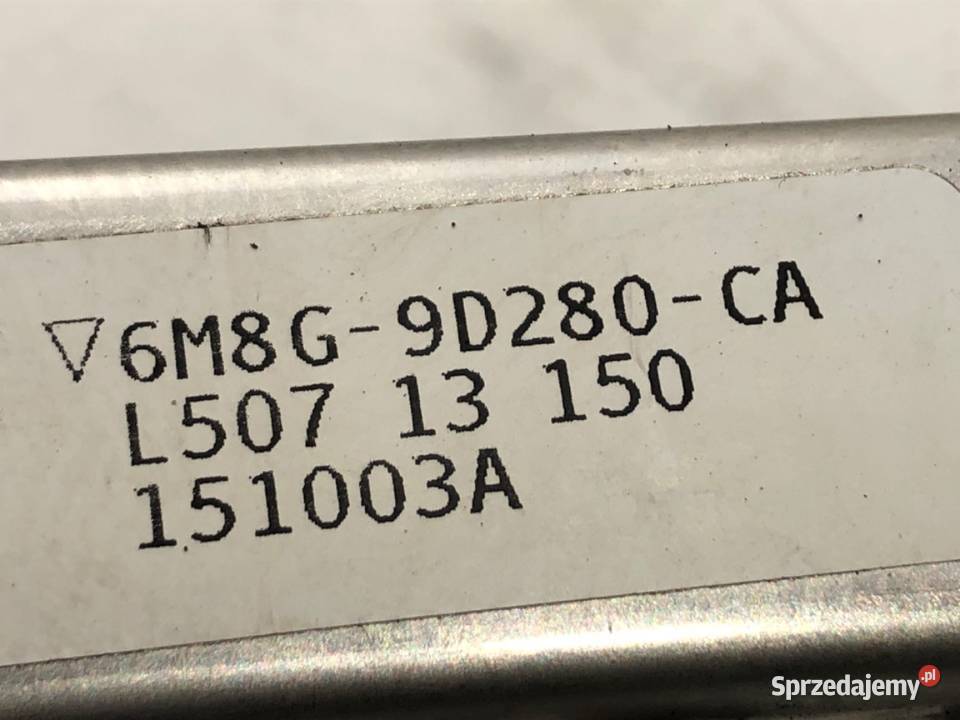 ▽6M8G-9D280-CA
L507 13 150
151003A
Sprzedajemy.pl